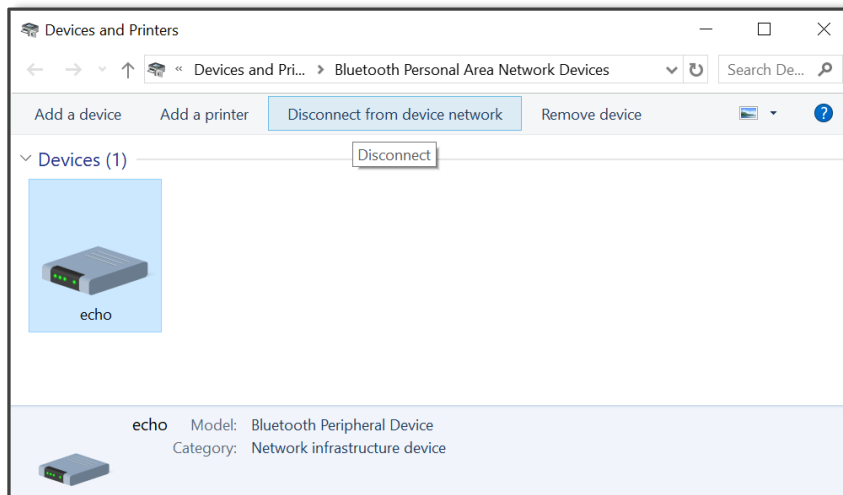 Devices and Printers
« Devices and Pri... > Bluetooth Personal Area Network Devices Search De...
Add a device Add a printer Disconnect from device network Remove device ?
Disconnect
Devices (1)
echo
echo Model: Bluetooth Peripheral Device
Category: Network infrastructure device